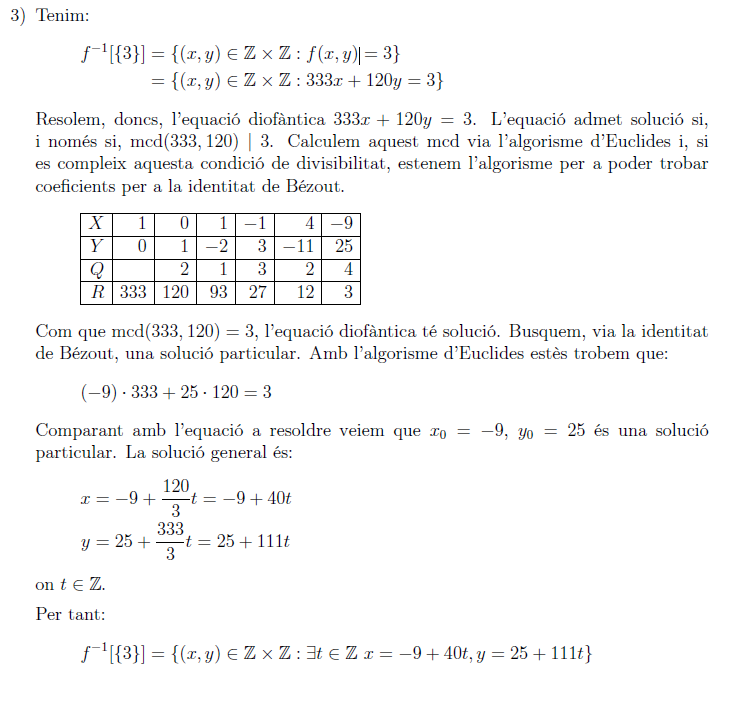 3) Tenim:
f⁻¹[{3}] = {(x, y) ∈ ℤ × ℤ : f(x, y)|= 3}
= {(x, y) ∈ ℤ × ℤ : 333x + 120y = 3}
Resolem, doncs, l'equació diofàntica 333x + 120y = 3. L'equació admet solució si,
i només si, mcd(333, 120) | 3. Calculem aquest mcd via l'algorisme d'Euclides i, si
es compleix aquesta condició de divisibilitat, estenem l'algorisme per a poder trobar
coeficients per a la identitat de Bézout.
X 1 0 1 −1 4 −9
Y 0 1 −2 3 −11 25
Q 2 1 3 2 4
R 333 120 93 27 12 3
Com que mcd(333, 120) = 3, l'equació diofàntica té solució. Busquem, via la identitat
de Bézout, una solució particular. Amb l'algorisme d'Euclides estès trobem que:
(−9) · 333 + 25 · 120 = 3
Comparant amb l'equació a resoldre veiem que x₀ = −9, y₀ = 25 és una solució
particular. La solució general és:
x = −9 + 120/3 t = −9 + 40t
y = 25 + 333/3 t = 25 + 111t
on t ∈ ℤ.
Per tant:
f⁻¹[{3}] = {(x, y) ∈ ℤ × ℤ : ∃t ∈ ℤ x = −9 + 40t, y = 25 + 111t}